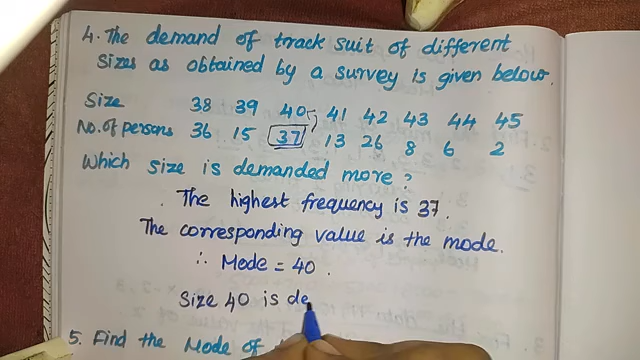 4. The demand of track suit of different
sizes as obtained by a survey is given below.
Size 38 39 40 41 42 43 44 45
No. of persons 36 15 37 13 26 8 6 2
Which size is demanded more?
The highest frequency is 37.
The corresponding value is the mode.
∴ Mode = 40.
Size 40 is de
5. Find the Mode of